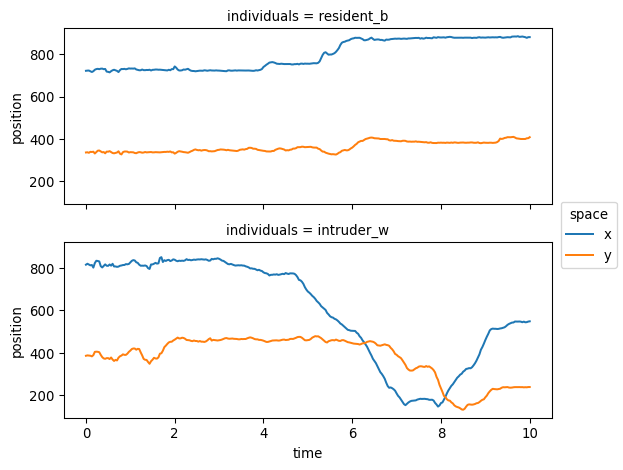 individuals = resident_b
800
600
400
200
position
individuals = intruder_w
800
600
400
200
position
0 2 4 6 8 10
time
space
x
y